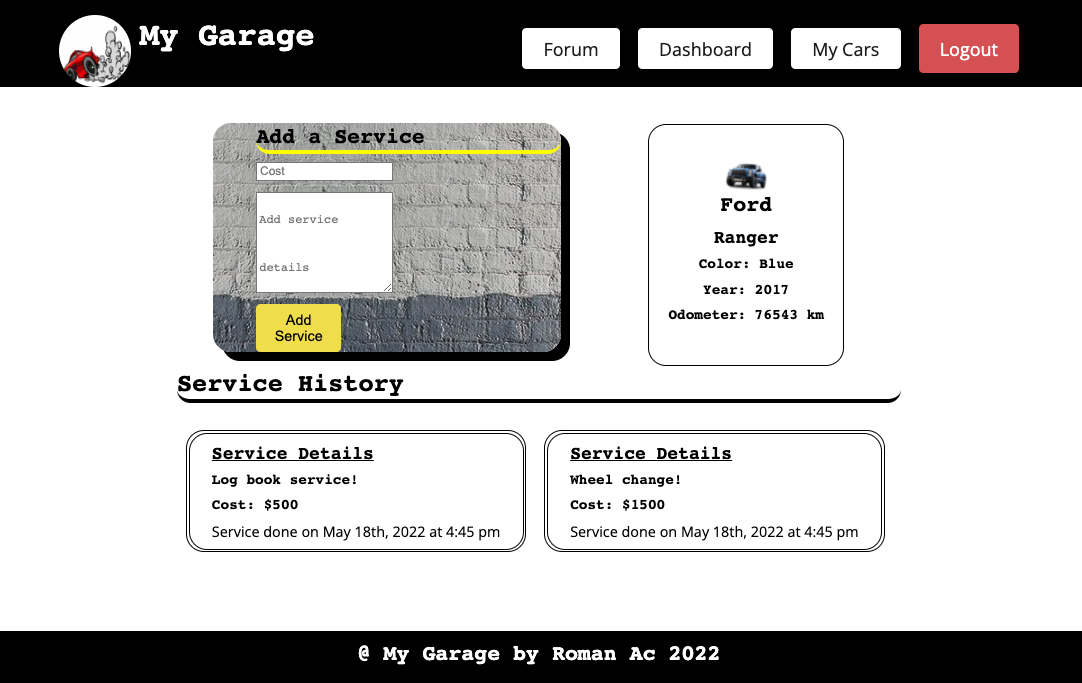 My Garage
Forum
Dashboard
My Cars
Logout
Add a Service
Cost
Add service
details
Add
Service
Ford
Ranger
Color: Blue
Year: 2017
Odometer: 76543 km
Service History
Service Details
Log book service!
Cost: $500
Service done on May 18th, 2022 at 4:45 pm
Service Details
Wheel change!
Cost: $1500
Service done on May 18th, 2022 at 4:45 pm
@ My Garage by Roman Ac 2022